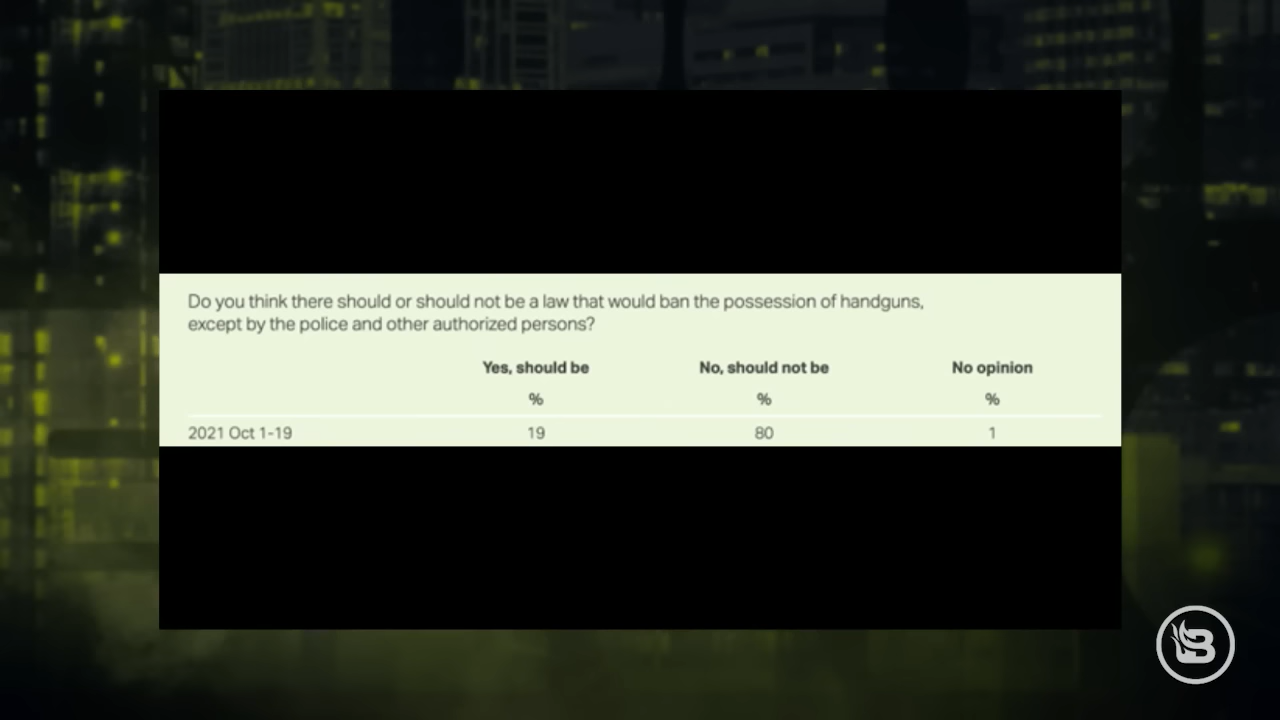 Do you think there should or should not be a law that would ban the possession of handguns,
except by the police and other authorized persons?
Yes, should be No, should not be No opinion
% % %
2021 Oct 1-19 19 80 1
B